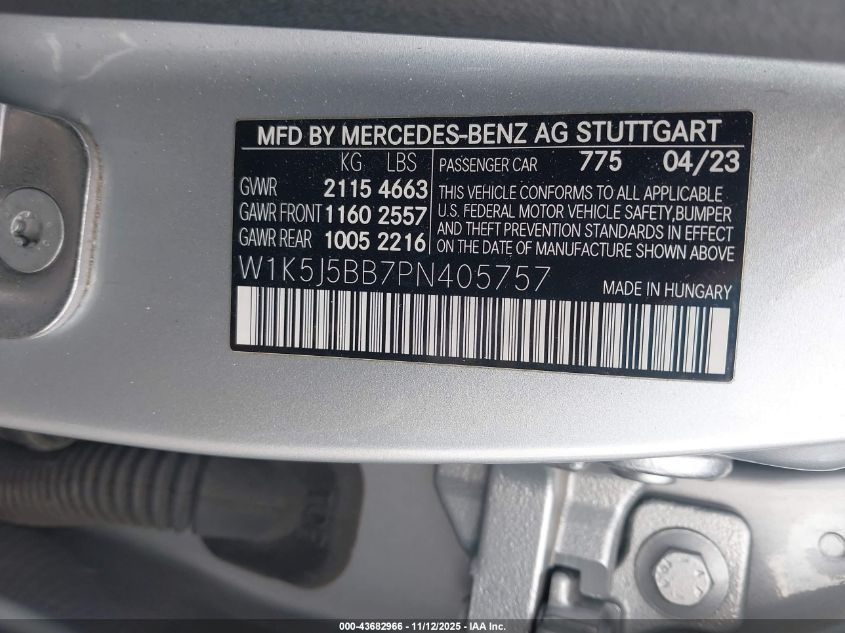 MFD BY MERCEDES-BENZ AG STUTTGART
KG LBS
GVWR 2115 4663
GAWR FRONT 1160 2557
GAWR REAR 1005 2216
PASSENGER CAR 775 04/23
THIS VEHICLE CONFORMS TO ALL APPLICABLE
U.S. FEDERAL MOTOR VEHICLE SAFETY,BUMPER
AND THEFT PREVENTION STANDARDS IN EFFECT
ON THE DATE OF MANUFACTURE SHOWN ABOVE
W1K5J5BB7PN405757
MADE IN HUNGARY
000-43682966 - 11/12/2025 - IAA Inc.